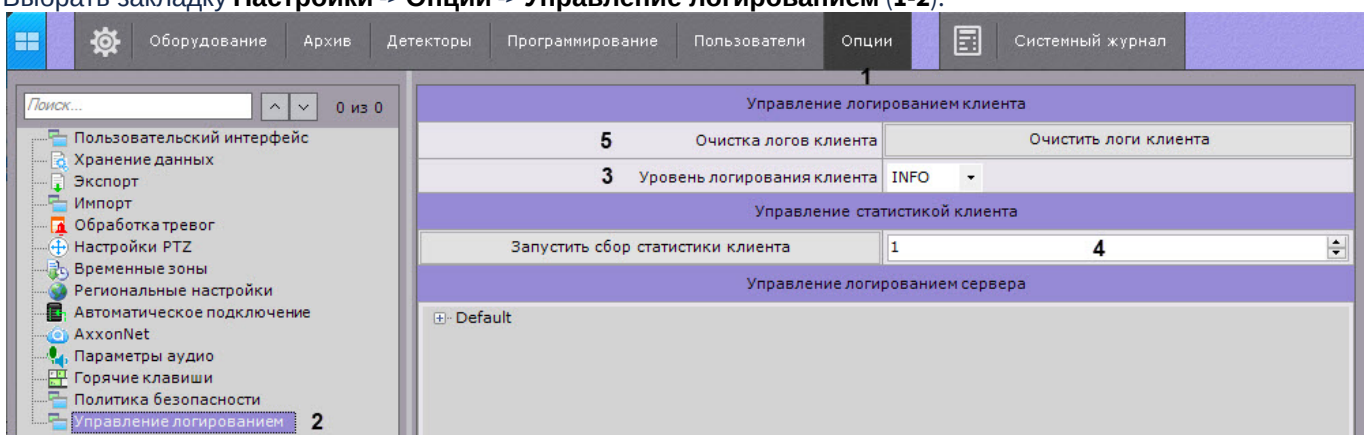 Выбрать закладку Настройки -> Опции -> Управление логированием (1-2).
Оборудование Архив Детекторы Программирование Пользователи Опции Системный журнал
1
Поиск... 0 из 0
Пользовательский интерфейс
Хранение данных
Экспорт
Импорт
Обработка тревог
Настройки PTZ
Временные зоны
Региональные настройки
Автоматическое подключение
AxxonNet
Параметры аудио
Горячие клавиши
Политика безопасности
Управление логированием 2
Управление логированием клиента
5 Очистка логов клиента Очистить логи клиента
3 Уровень логирования клиента INFO
Управление статистикой клиента
Запустить сбор статистики клиента 1 4
Управление логированием сервера
Default